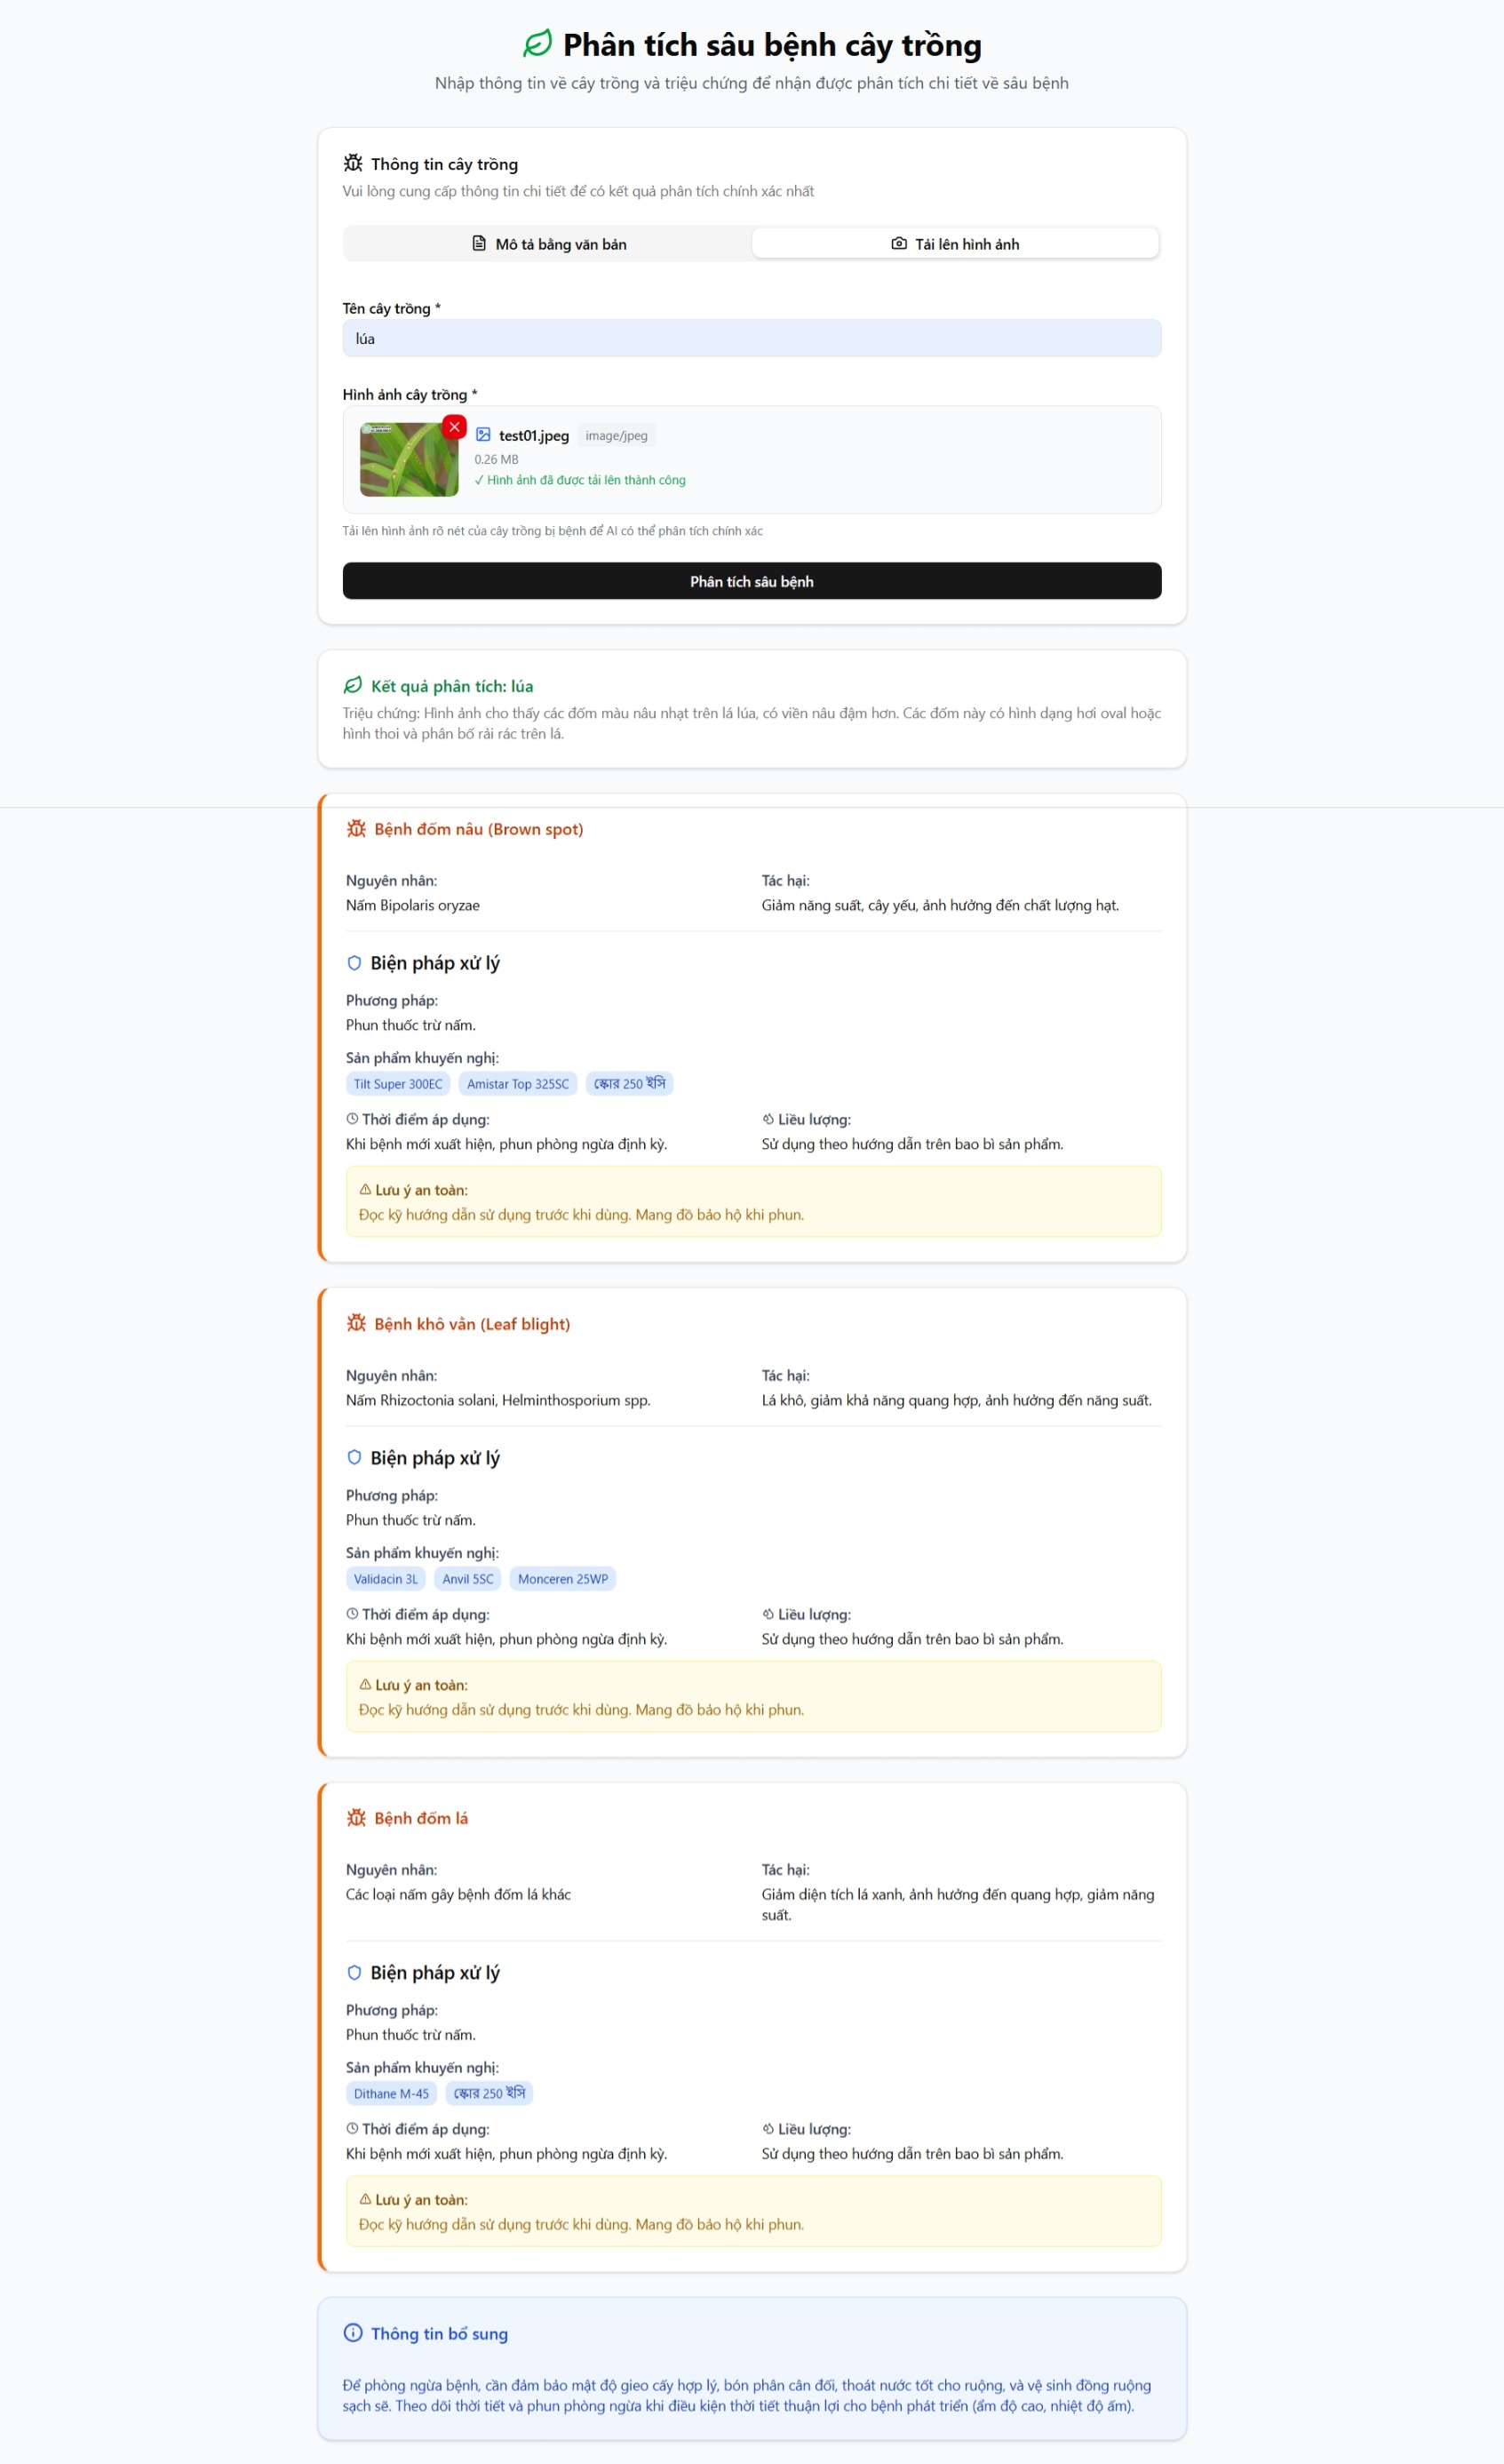 Phân tích sâu bệnh cây trồng
Nhập thông tin về cây trồng và triệu chứng để nhận được phân tích chi tiết về sâu bệnh
Thông tin cây trồng
Vui lòng cung cấp thông tin chi tiết để có kết quả phân tích chính xác nhất
Mô tả bằng văn bản
Tải lên hình ảnh
Tên cây trồng *
lúa
Hình ảnh cây trồng *
test01.jpeg image/jpeg
0.26 MB
✓ Hình ảnh đã được tải lên thành công
Tải lên hình ảnh rõ nét của cây trồng bị bệnh để AI có thể phân tích chính xác
Phân tích sâu bệnh
Kết quả phân tích: lúa
Triệu chứng: Hình ảnh cho thấy các đốm màu nâu nhạt trên lá lúa, có viền nâu đậm hơn. Các đốm này có hình dạng hơi oval hoặc
hình thoi và phân bố rải rác trên lá.
Bệnh đốm nâu (Brown spot)
Nguyên nhân:
Nấm Bipolaris oryzae
Tác hại:
Giảm năng suất, cây yếu, ảnh hưởng đến chất lượng hạt.
Biện pháp xử lý
Phương pháp:
Phun thuốc trừ nấm.
Sản phẩm khuyến nghị:
Tilt Super 300EC Amistar Top 325SC স্কোর 250 ইসি
Thời điểm áp dụng:
Khi bệnh mới xuất hiện, phun phòng ngừa định kỳ.
Liều lượng:
Sử dụng theo hướng dẫn trên bao bì sản phẩm.
Lưu ý an toàn:
Đọc kỹ hướng dẫn sử dụng trước khi dùng. Mang đồ bảo hộ khi phun.
Bệnh khô vằn (Leaf blight)
Nguyên nhân:
Nấm Rhizoctonia solani, Helminthosporium spp.
Tác hại:
Lá khô, giảm khả năng quang hợp, ảnh hưởng đến năng suất.
Biện pháp xử lý
Phương pháp:
Phun thuốc trừ nấm.
Sản phẩm khuyến nghị:
Validacin 3L Anvil 5SC Monceren 25WP
Thời điểm áp dụng:
Khi bệnh mới xuất hiện, phun phòng ngừa định kỳ.
Liều lượng:
Sử dụng theo hướng dẫn trên bao bì sản phẩm.
Lưu ý an toàn:
Đọc kỹ hướng dẫn sử dụng trước khi dùng. Mang đồ bảo hộ khi phun.
Bệnh đốm lá
Nguyên nhân:
Các loại nấm gây bệnh đốm lá khác
Tác hại:
Giảm diện tích lá xanh, ảnh hưởng đến quang hợp, giảm năng
suất.
Biện pháp xử lý
Phương pháp:
Phun thuốc trừ nấm.
Sản phẩm khuyến nghị:
Dithane M-45 স্কোর 250 ইসি
Thời điểm áp dụng:
Khi bệnh mới xuất hiện, phun phòng ngừa định kỳ.
Liều lượng:
Sử dụng theo hướng dẫn trên bao bì sản phẩm.
Lưu ý an toàn:
Đọc kỹ hướng dẫn sử dụng trước khi dùng. Mang đồ bảo hộ khi phun.
Thông tin bổ sung
Để phòng ngừa bệnh, cần đảm bảo mật độ gieo cấy hợp lý, bón phân cân đối, thoát nước tốt cho ruộng, và vệ sinh đồng ruộng
sạch sẽ. Theo dõi thời tiết và phun phòng ngừa khi điều kiện thời tiết thuận lợi cho bệnh phát triển (ẩm độ cao, nhiệt độ ấm).